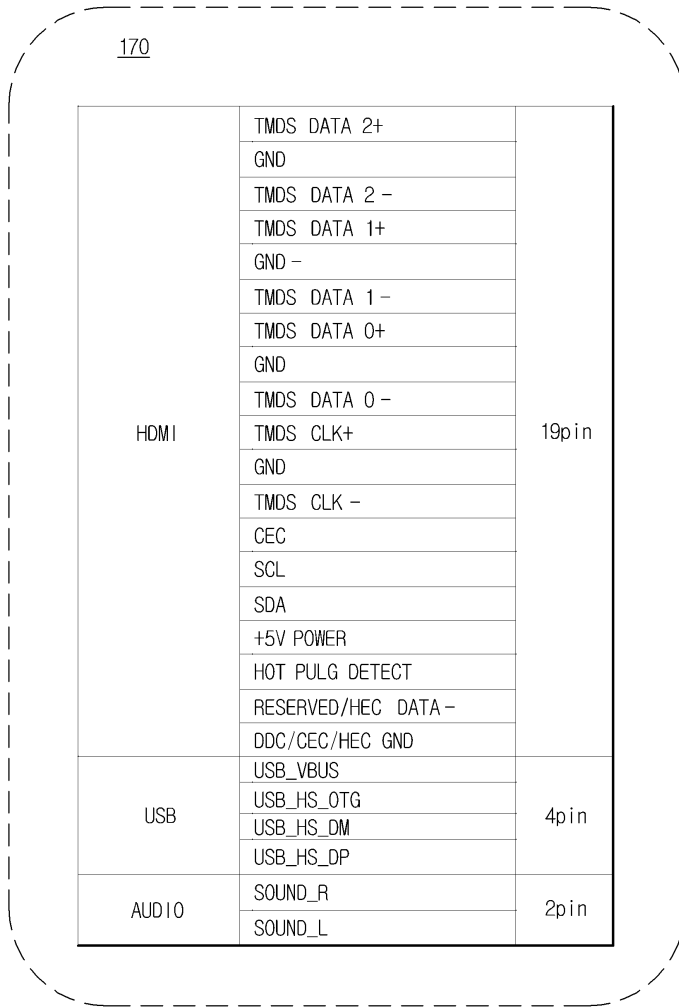 170
TMDS DATA 2+
GND
TMDS DATA 2 –
TMDS DATA 1+
GND –
TMDS DATA 1 –
TMDS DATA 0+
GND
TMDS DATA 0 –
HDMI
TMDS CLK+
19pin
GND
TMDS CLK –
CEC
SCL
SDA
+5V POWER
HOT PULG DETECT
RESERVED/HEC DATA –
DDC/CEC/HEC GND
USB
USB_VBUS
USB_HS_OTG
USB_HS_DM
USB_HS_DP
4pin
AUDIO
SOUND_R
SOUND_L
2pin